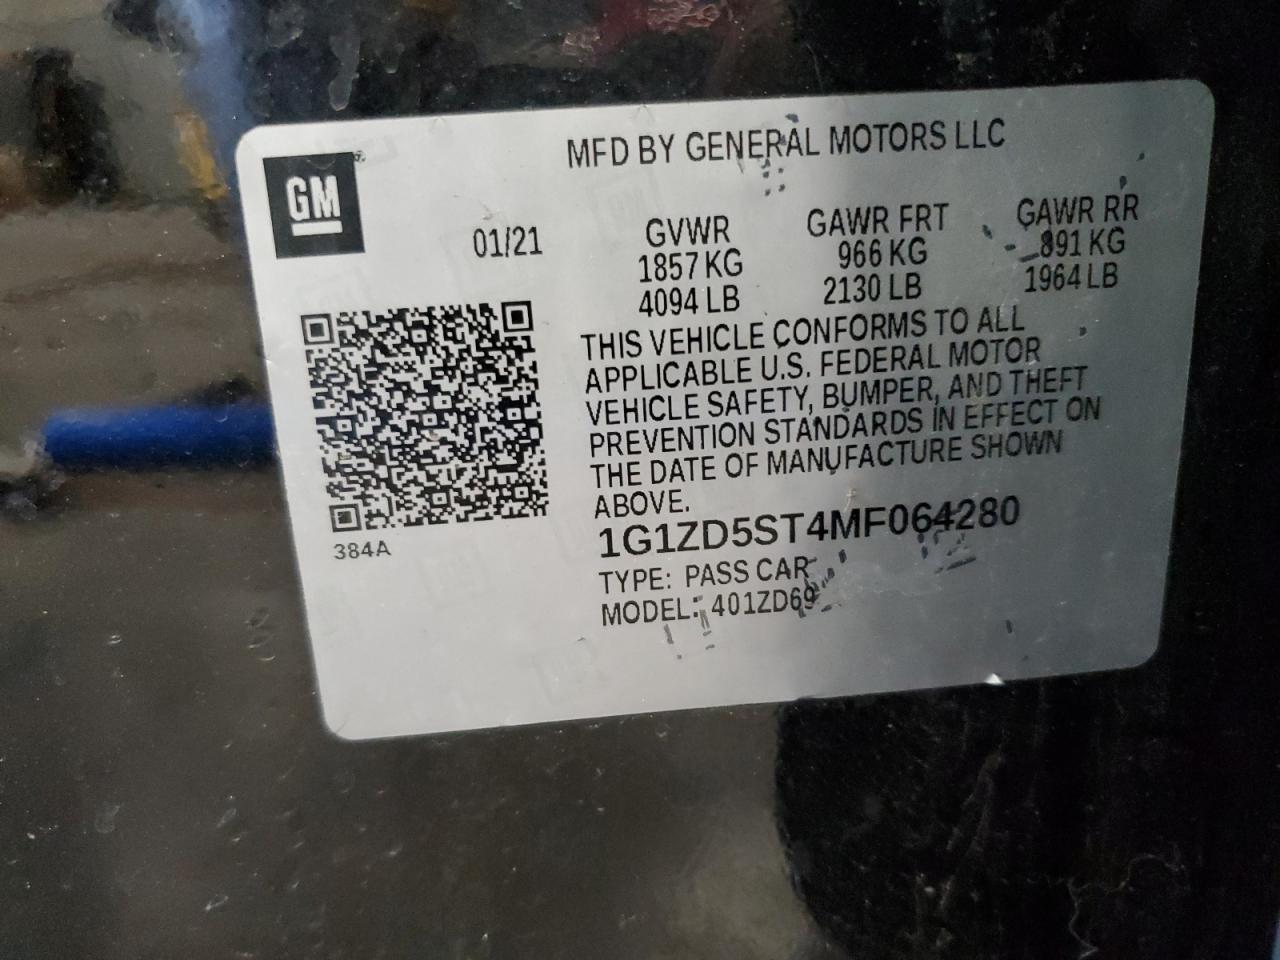 MFD BY GENERAL MOTORS LLC
GM
01/21
GVWR
1857 KG
4094 LB
GAWR FRT
966 KG
2130 LB
GAWR RR
891 KG
1964 LB
THIS VEHICLE CONFORMS TO ALL
APPLICABLE U.S. FEDERAL MOTOR
VEHICLE SAFETY, BUMPER, AND THEFT
PREVENTION STANDARDS IN EFFECT ON
THE DATE OF MANUFACTURE SHOWN
ABOVE.
384A
1G1ZD5ST4MF064280
TYPE: PASS CAR
MODEL: 401ZD69